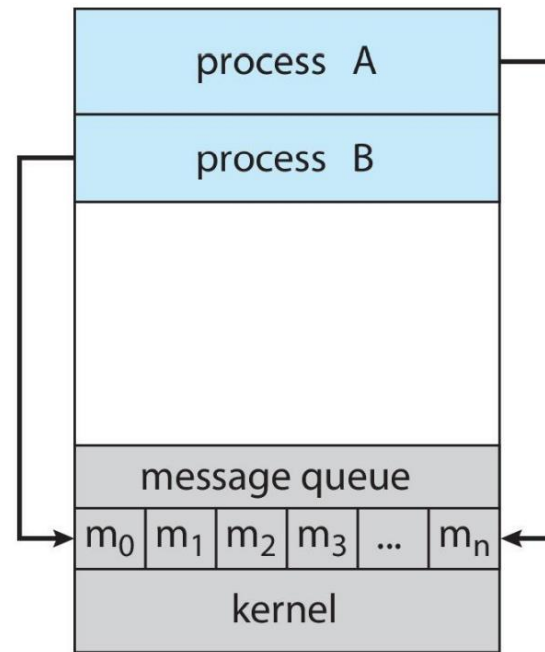 process A
process B
message queue
m₀ m₁ m₂ m₃ ... mₙ
kernel